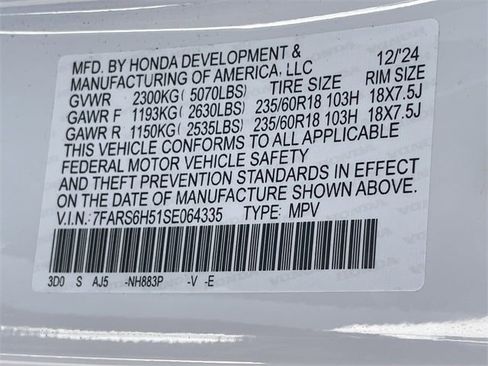 MFD. BY HONDA DEVELOPMENT &
MANUFACTURING OF AMERICA, LLC 12/'24
GVWR 2300KG( 5070LBS) TIRE SIZE RIM SIZE
GAWR F 1193KG( 2630LBS) 235/60R18 103H 18X7.5J
GAWR R 1150KG( 2535LBS) 235/60R18 103H 18X7.5J
THIS VEHICLE CONFORMS TO ALL APPLICABLE
FEDERAL MOTOR VEHICLE SAFETY
AND THEFT PREVENTION STANDARDS IN EFFECT
ON THE DATE OF MANUFACTURE SHOWN ABOVE.
V.I.N.: 7FARS6H51SE064335 TYPE: MPV
3D0 S AJ5 -NH883P -V -E